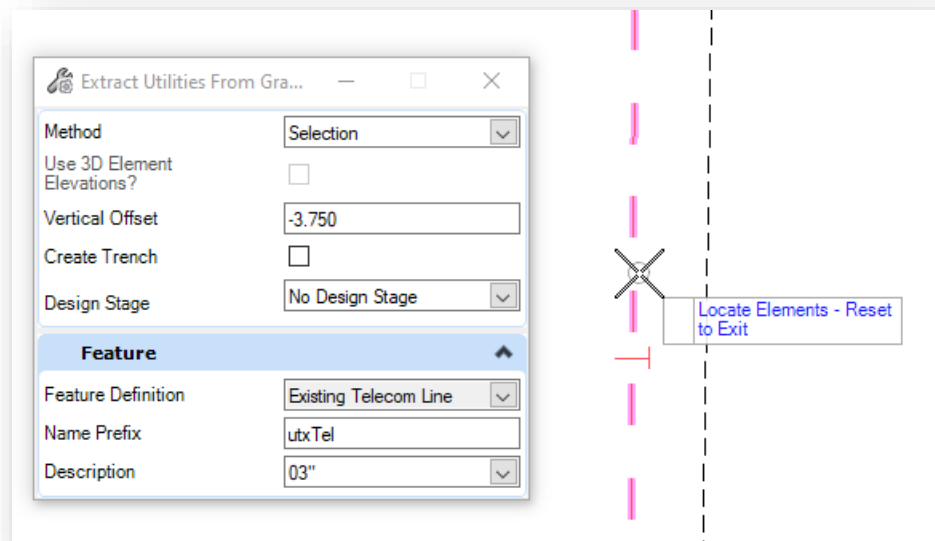 Extract Utilities From Gra...
Method
Selection
Use 3D Element
Elevations?
Vertical Offset
-3.750
Create Trench
Design Stage
No Design Stage
Feature
Feature Definition
Existing Telecom Line
Name Prefix
utxTel
Description
03"
Locate Elements - Reset
to Exit